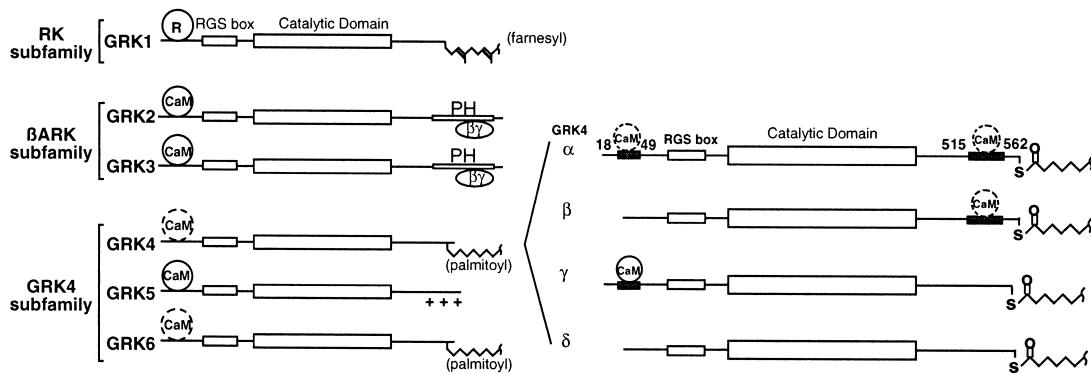 RK
subfamily
GRK1
R
RGS box
Catalytic Domain
(farnesyl)
ßARK
subfamily
GRK2
CaM
PH
βγ
GRK3
CaM
PH
βγ
GRK4
subfamily
GRK4
CaM
(palmitoyl)
GRK5
CaM
+ + +
GRK6
CaM
(palmitoyl)
GRK4
α
18
CaM
49
RGS box
Catalytic Domain
515
CaM
562
S
O
β
CaM
S
O
γ
CaM
S
O
δ
S
O